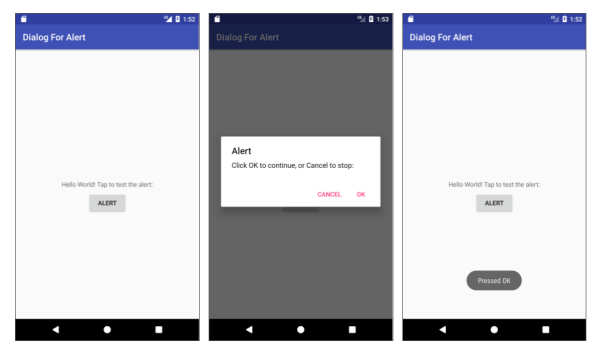 1:52
Dialog For Alert
Hello World! Tap to test the alert:
ALERT
1:53
Dialog For Alert
Alert
Click OK to continue, or Cancel to stop:
CANCEL
OK
1:52
Dialog For Alert
Hello World! Tap to test the alert:
ALERT
Pressed OK